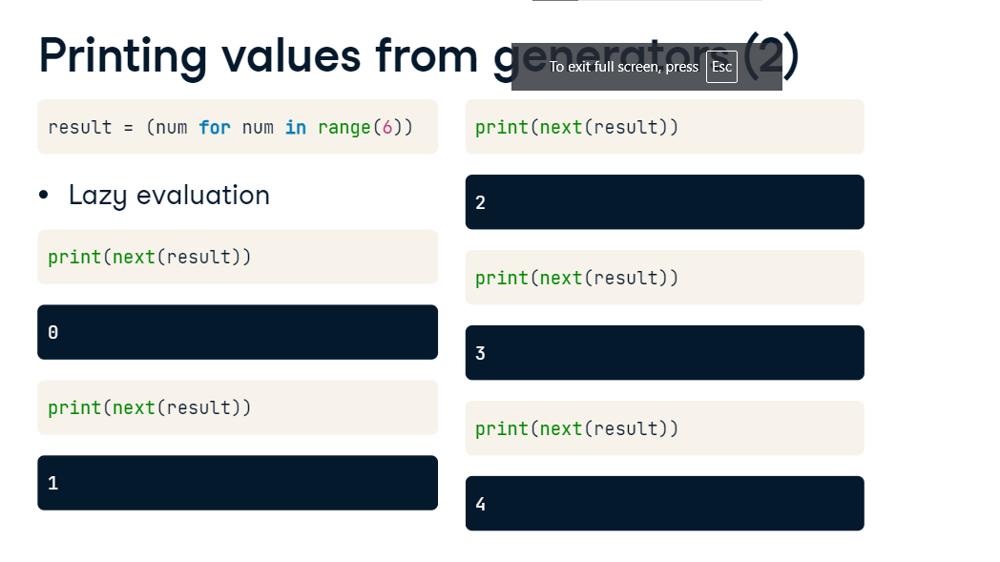 Printing values from generators (2)
To exit full screen, press Esc
result = (num for num in range(6))
• Lazy evaluation
print(next(result))
0
print(next(result))
1
print(next(result))
2
print(next(result))
3
print(next(result))
4